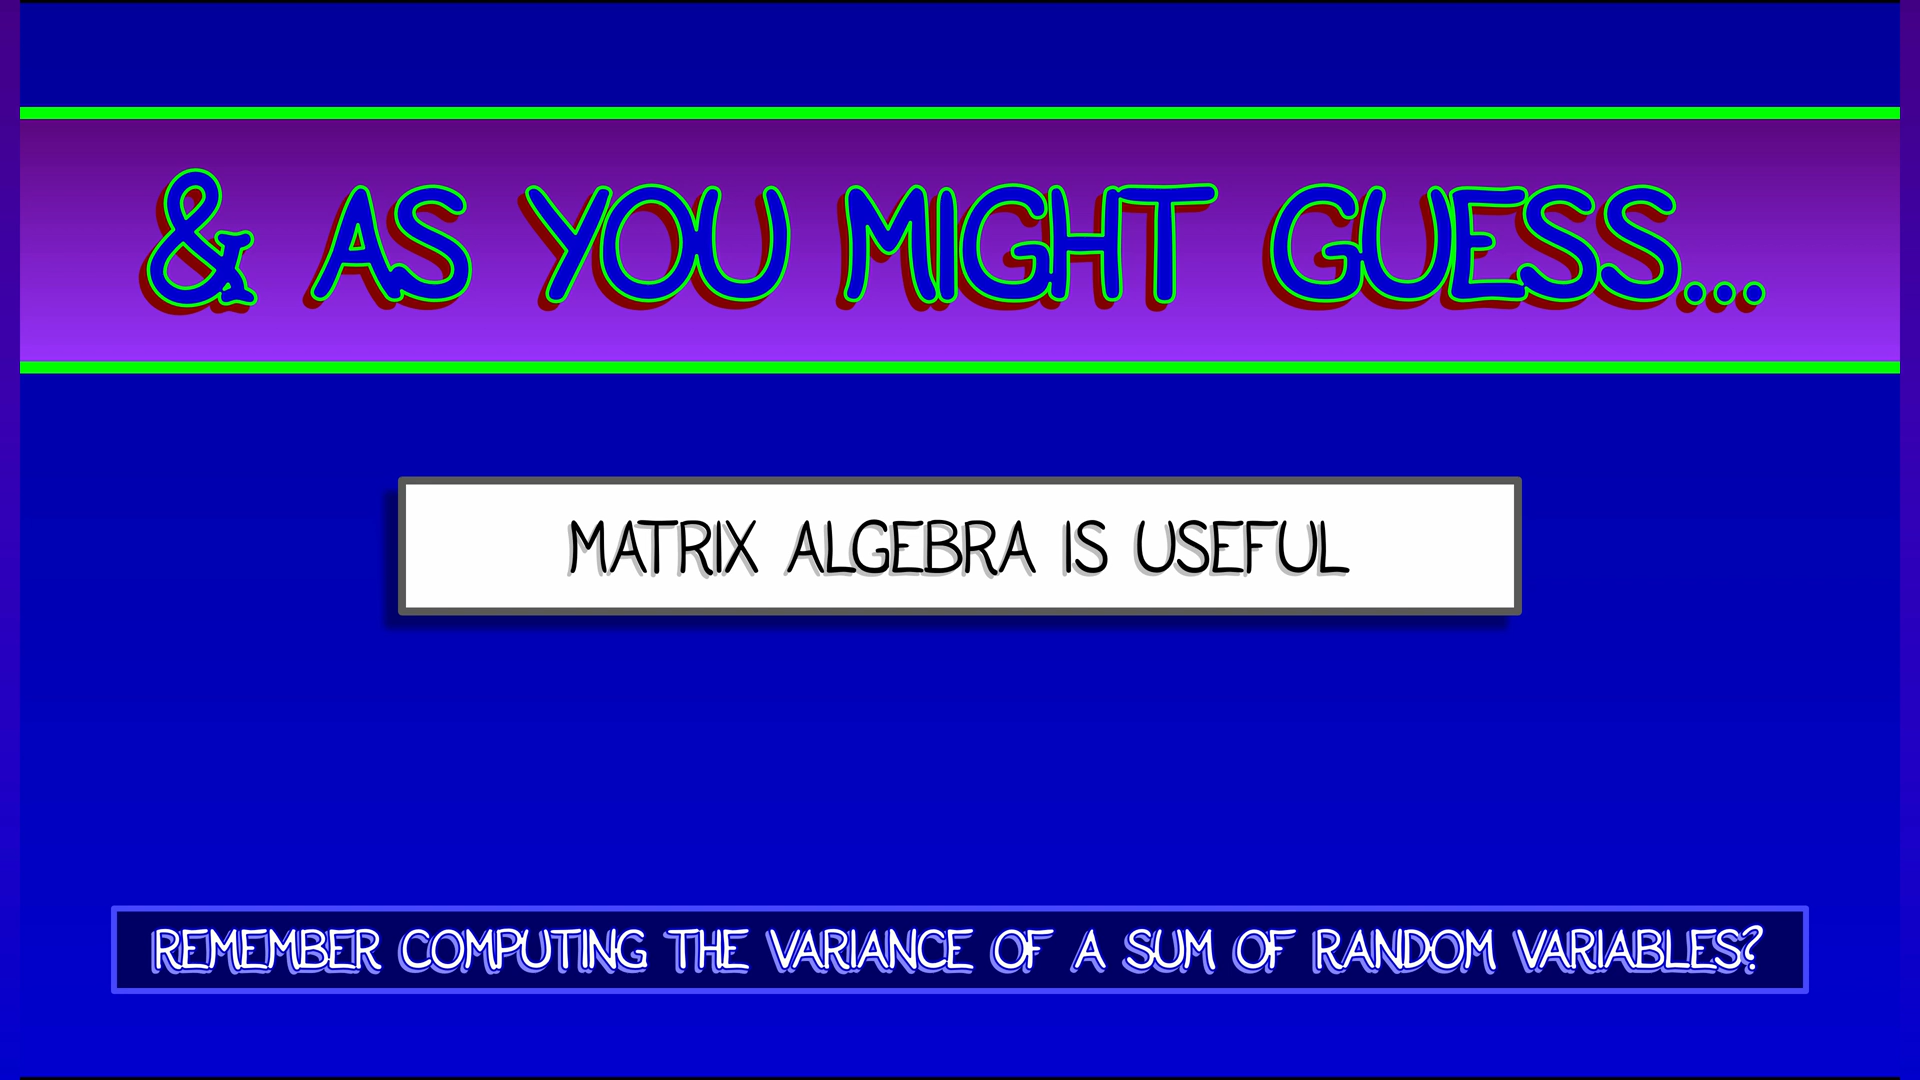 & AS YOU MIGHT GUESS...
MATRIX ALGEBRA IS USEFUL
REMEMBER COMPUTING THE VARIANCE OF A SUM OF RANDOM VARIABLES?